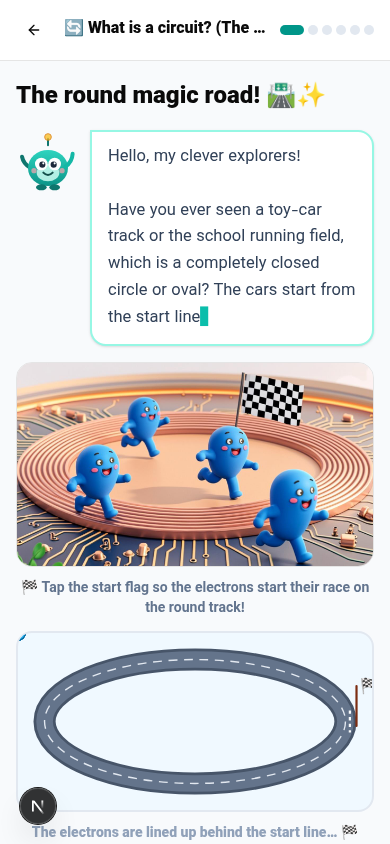 🔄 What is a circuit? (The ...
The round magic road! 🛣️✨
Hello, my clever explorers!
Have you ever seen a toy-car
track or the school running field,
which is a completely closed
circle or oval? The cars start from
the start line
🏁 Tap the start flag so the electrons start their race on
the round track!
N
The electrons are lined up behind the start line... 🏁